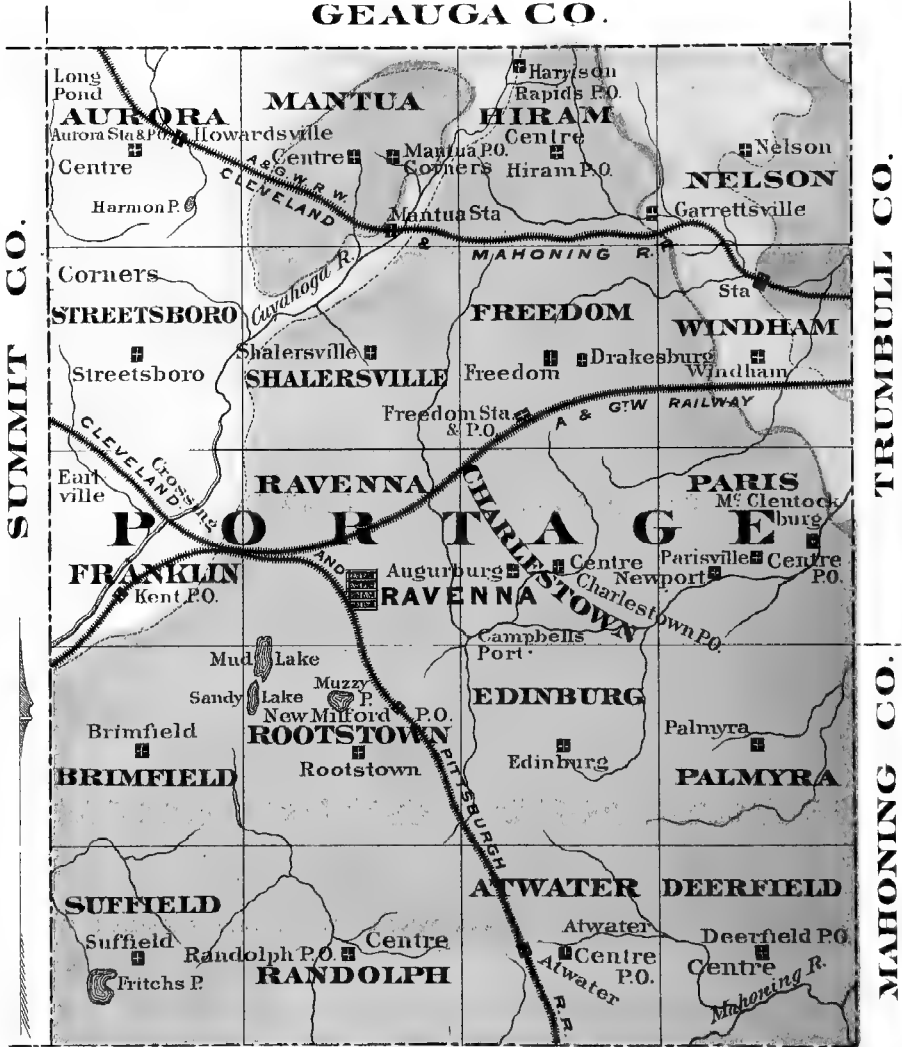 GEAUGA CO.
Long
Pond
AURORA
Aurora Sta & P.O.
Howardsville
Centre
Harmon P.
MANTUA
Centre
Mantua P.O.
Corners
Mantua Sta
A & G. W. R. W.
CLEVELAND
&
MAHONING R.
R.
Harrison
Rapids P.O.
HIRAM
Centre
Hiram P.O.
Nelson
NELSON
Garrettsville
SUMMIT CO.
TRUMBULL CO.
Corners
STREETSBORO
Streetsboro
Cuyahoga R.
Shalersville
SHALERSVILLE
FREEDOM
Freedom
Drakesburg
Freedom Sta.
& P.O.
A & GT. W RAILWAY
Sta
WINDHAM
Windham
CLEVELAND
Crossing
Earl
ville
RAVENNA
PARIS
Mc. Clentock
burg
PORTAGE
CHARLESTOWN
AND
FRANKLIN
Kent P.O.
RAVENNA
Augurburg
Centre
Charlestown P.O.
Parisville
Newport
Centre
P.O.
Campbells
Port
Mud Lake
Sandy Lake
Muzzy
P.
New Milford P.O.
ROOTSTOWN
Rootstown
EDINBURG
Edinburg
Palmyra
PALMYRA
Brimfield
BRIMFIELD
PITTSBURGH
MAHONING CO.
SUFFIELD
Suffield
Fritchs P.
Randolph P.O.
Centre
RANDOLPH
ATWATER
Atwater
Centre
P.O.
Atwater
R.R.
DEERFIELD
Deerfield P.O.
Centre
Mahoning R.